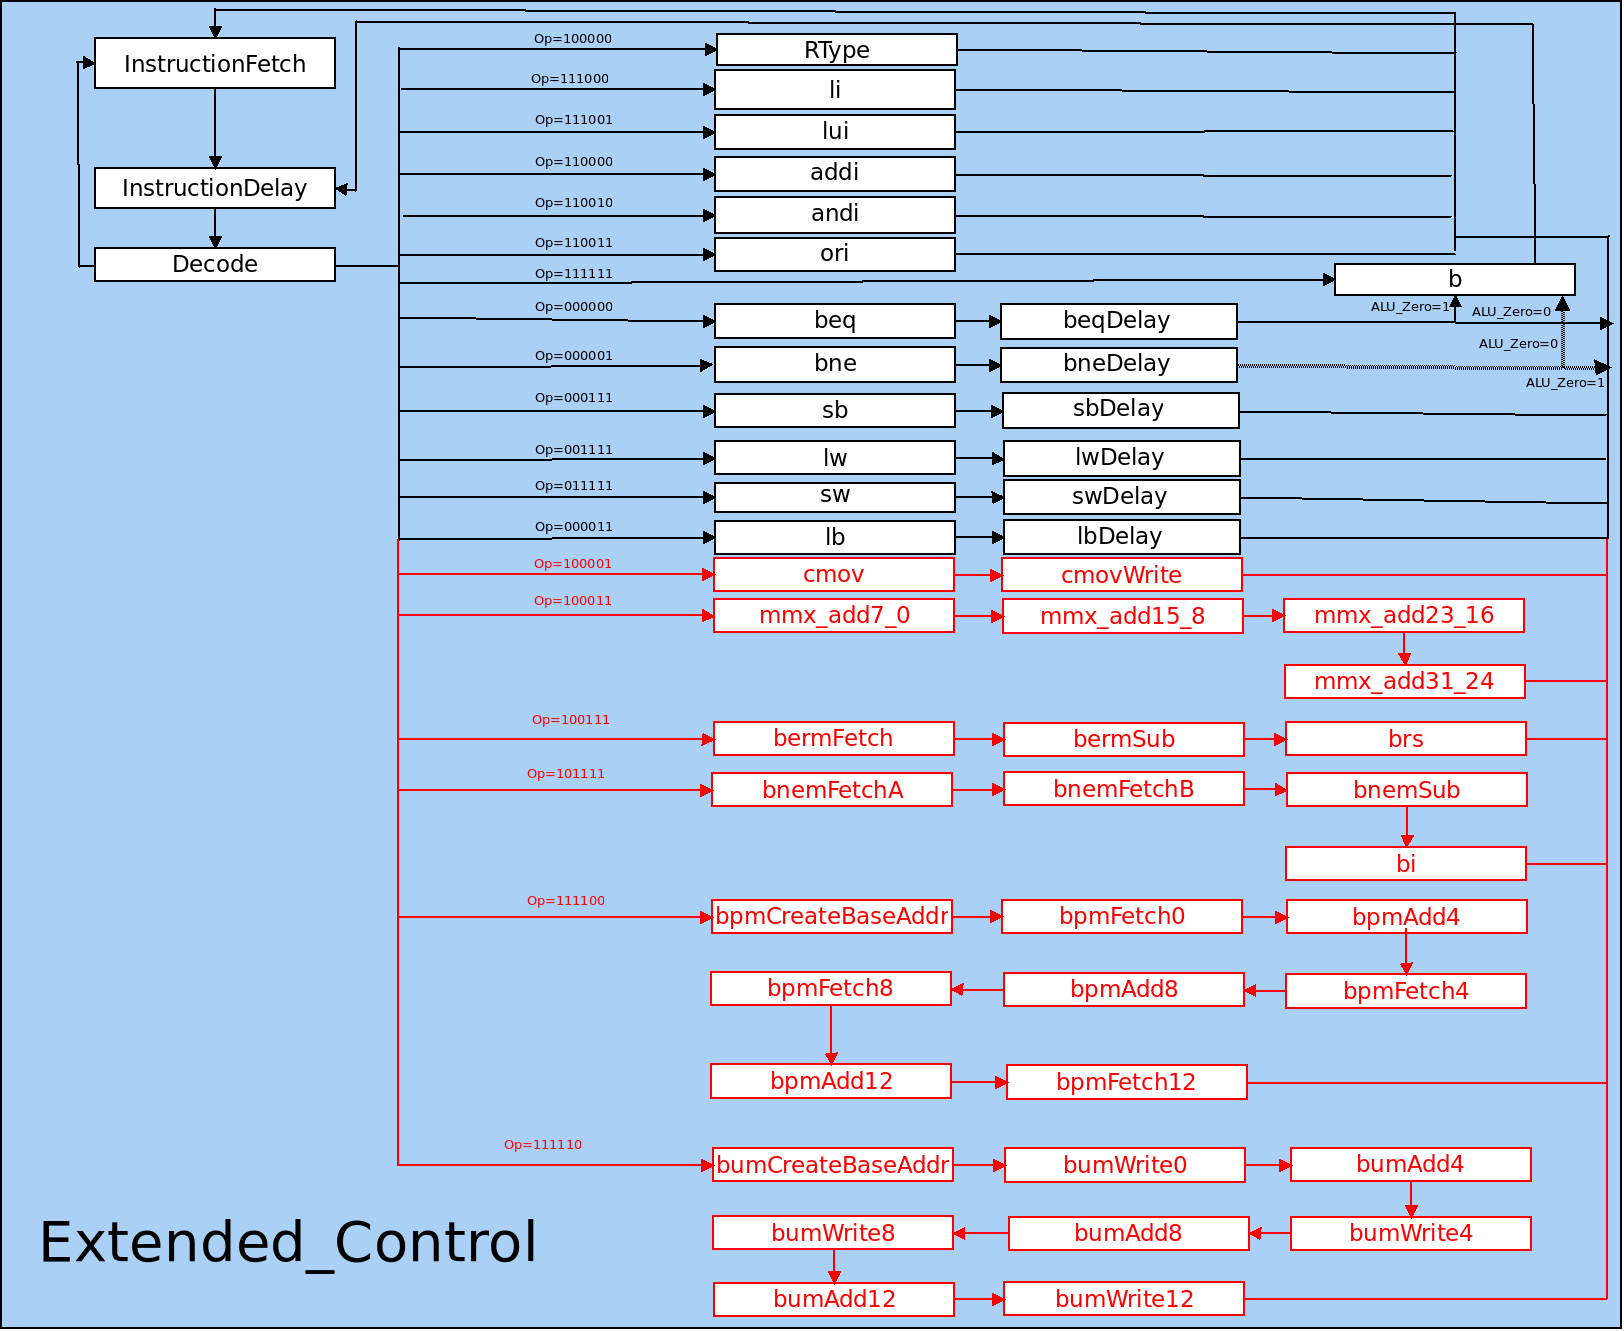 Op=100000
RType
InstructionFetch
Op=111000
li
Op=111001
lui
Op=110000
addi
InstructionDelay
Op=110010
andi
Op=110011
ori
Decode
Op=111111
b
Op=000000
beq
beqDelay
ALU_Zero=1
ALU_Zero=0
ALU_Zero=0
Op=000001
bne
bneDelay
ALU_Zero=1
Op=000111
sb
sbDelay
Op=001111
lw
lwDelay
Op=011111
sw
swDelay
Op=000011
lb
lbDelay
Op=100001
cmov
cmovWrite
Op=100011
mmx_add7_0
mmx_add15_8
mmx_add23_16
mmx_add31_24
Op=100111
bermFetch
bermSub
brs
Op=101111
bnemFetchA
bnemFetchB
bnemSub
bi
Op=111100
bpmCreateBaseAddr
bpmFetch0
bpmAdd4
bpmFetch8
bpmAdd8
bpmFetch4
bpmAdd12
bpmFetch12
Op=111110
bumCreateBaseAddr
bumWrite0
bumAdd4
bumWrite8
bumAdd8
bumWrite4
bumAdd12
bumWrite12
Extended_Control